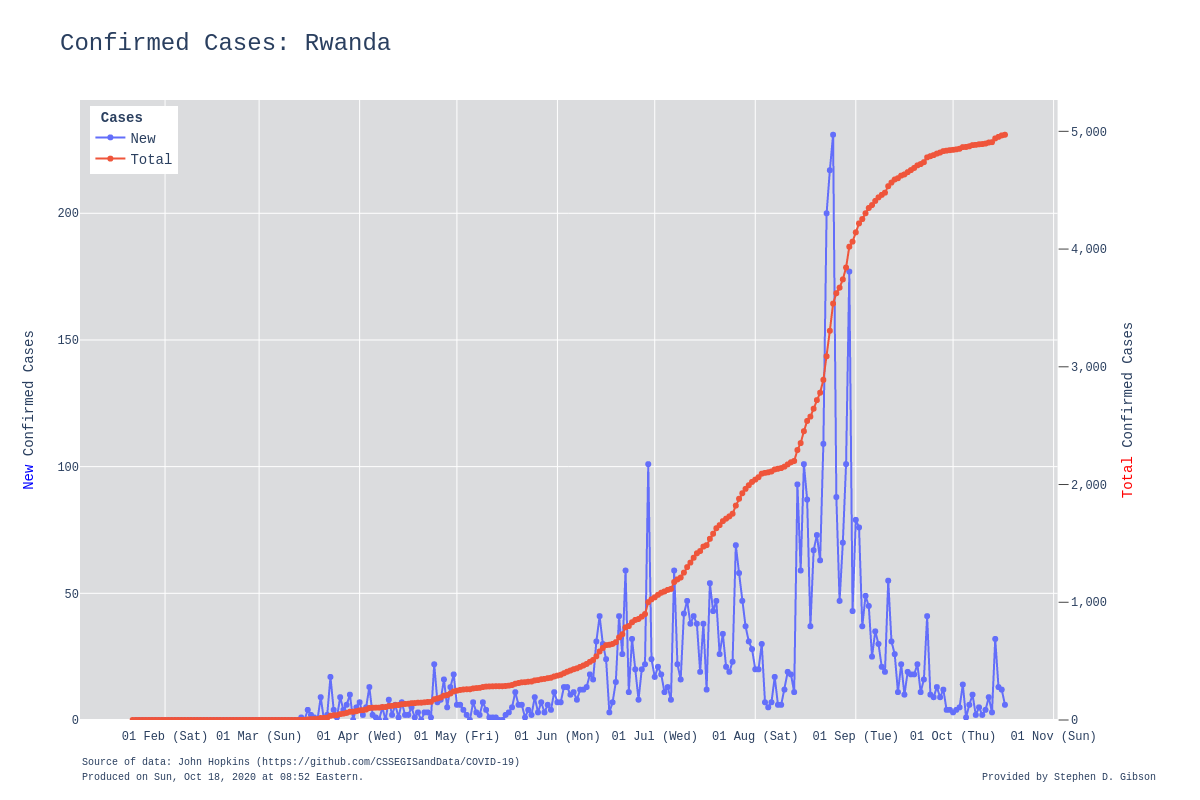 Confirmed Cases: Rwanda
Cases
New
Total
200
150
100
50
0
5,000
4,000
3,000
2,000
1,000
0
New Confirmed Cases
Total Confirmed Cases
01 Feb (Sat) 01 Mar (Sun) 01 Apr (Wed) 01 May (Fri) 01 Jun (Mon) 01 Jul (Wed) 01 Aug (Sat) 01 Sep (Tue) 01 Oct (Thu) 01 Nov (Sun)
Source of data: John Hopkins (https://github.com/CSSEGISandData/COVID-19)
Produced on Sun, Oct 18, 2020 at 08:52 Eastern.
Provided by Stephen D. Gibson